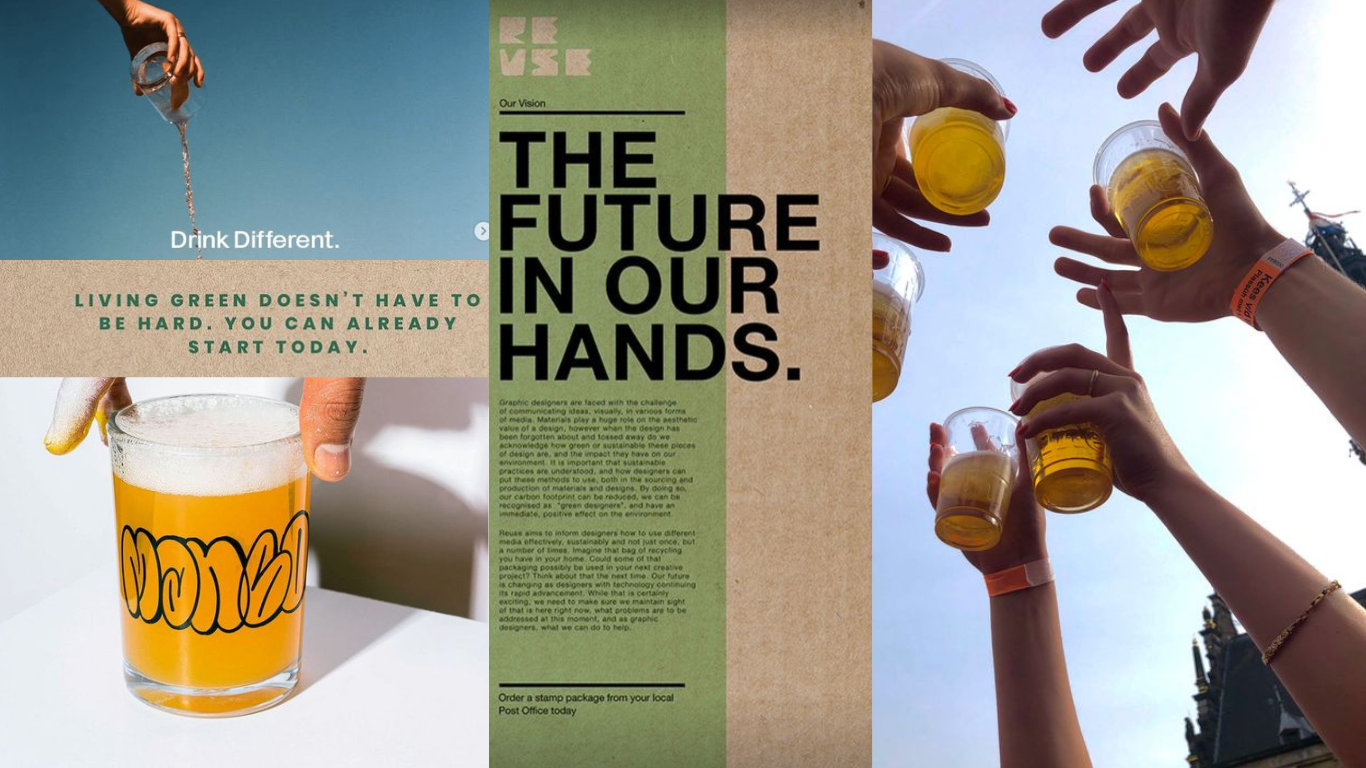 Drink Different.
LIVING GREEN DOESN'T HAVE TO
BE HARD. YOU CAN ALREADY
START TODAY.
MONGO
RE
USE
Our Vision
THE
FUTURE
IN OUR
HANDS.
Graphic designers are faced with the challenge
of communicating ideas, visually, in various forms
of media. Materials play a huge role on the aesthetic
value of a design, however when the design has
been forgotten about and tossed away do we
acknowledge how green or sustainable these pieces
of design are, and the impact they have on our
environment. It is important that sustainable
practices are understood, and how designers can
put these methods to use, both in the sourcing and
production of materials and designs. By doing so,
our carbon footprint can be reduced, we can be
recognised as "green designers", and have an
immediate, positive effect on the environment.
Reuse aims to inform designers how to use different
media effectively, sustainably and not just once, but
a number of times. Imagine that bag of recycling
you have in your home. Could some of that
packaging possibly be used in your next creative
project? Think about that the next time. Our future
is changing as designers with technology continuing
its rapid advancement. While that is certainly
exciting, we need to make sure we maintain sight
of that is here right now, what problems are to be
addressed at this moment, and as graphic
designers, what we can do to help.
Order a stamp package from your local
Post Office today
Kees v/d